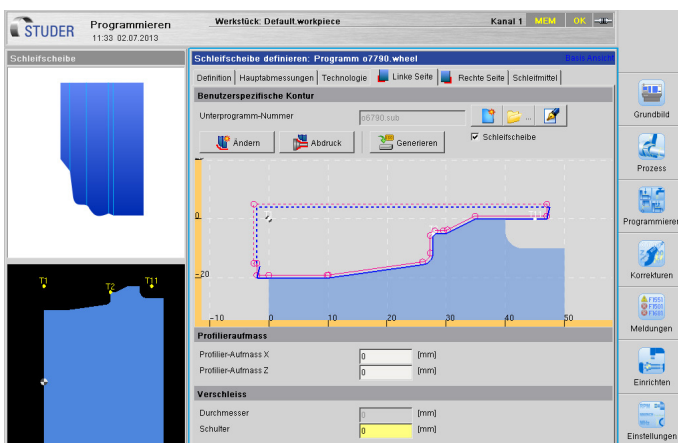 STUDER
Programmieren
11:33 02.07.2013
Werkstück: Default.workpiece
Kanal 1 MEM OK
Schleifscheibe
Schleifscheibe definieren: Programm o7790.wheel
Basis Ansicht
Definition Hauptabmessungen Technologie Linke Seite Rechte Seite Schleifmittel
Benutzerspezifische Kontur
Unterprogramm-Nummer o6790.sub ...
Ändern Abdruck Generieren Schleifscheibe
0
-20
-10 0 10 20 30 40 50
T1 T2 T11
Profilieraufmass
Profilier-Aufmass X 0 [mm]
Profilier-Aufmass Z 0 [mm]
Verschleiss
Durchmesser 0 [mm]
Schulter 0 [mm]
Grundbild
Prozess
Programmieren
Korrekturen
Meldungen
Einrichten
Einstellungen